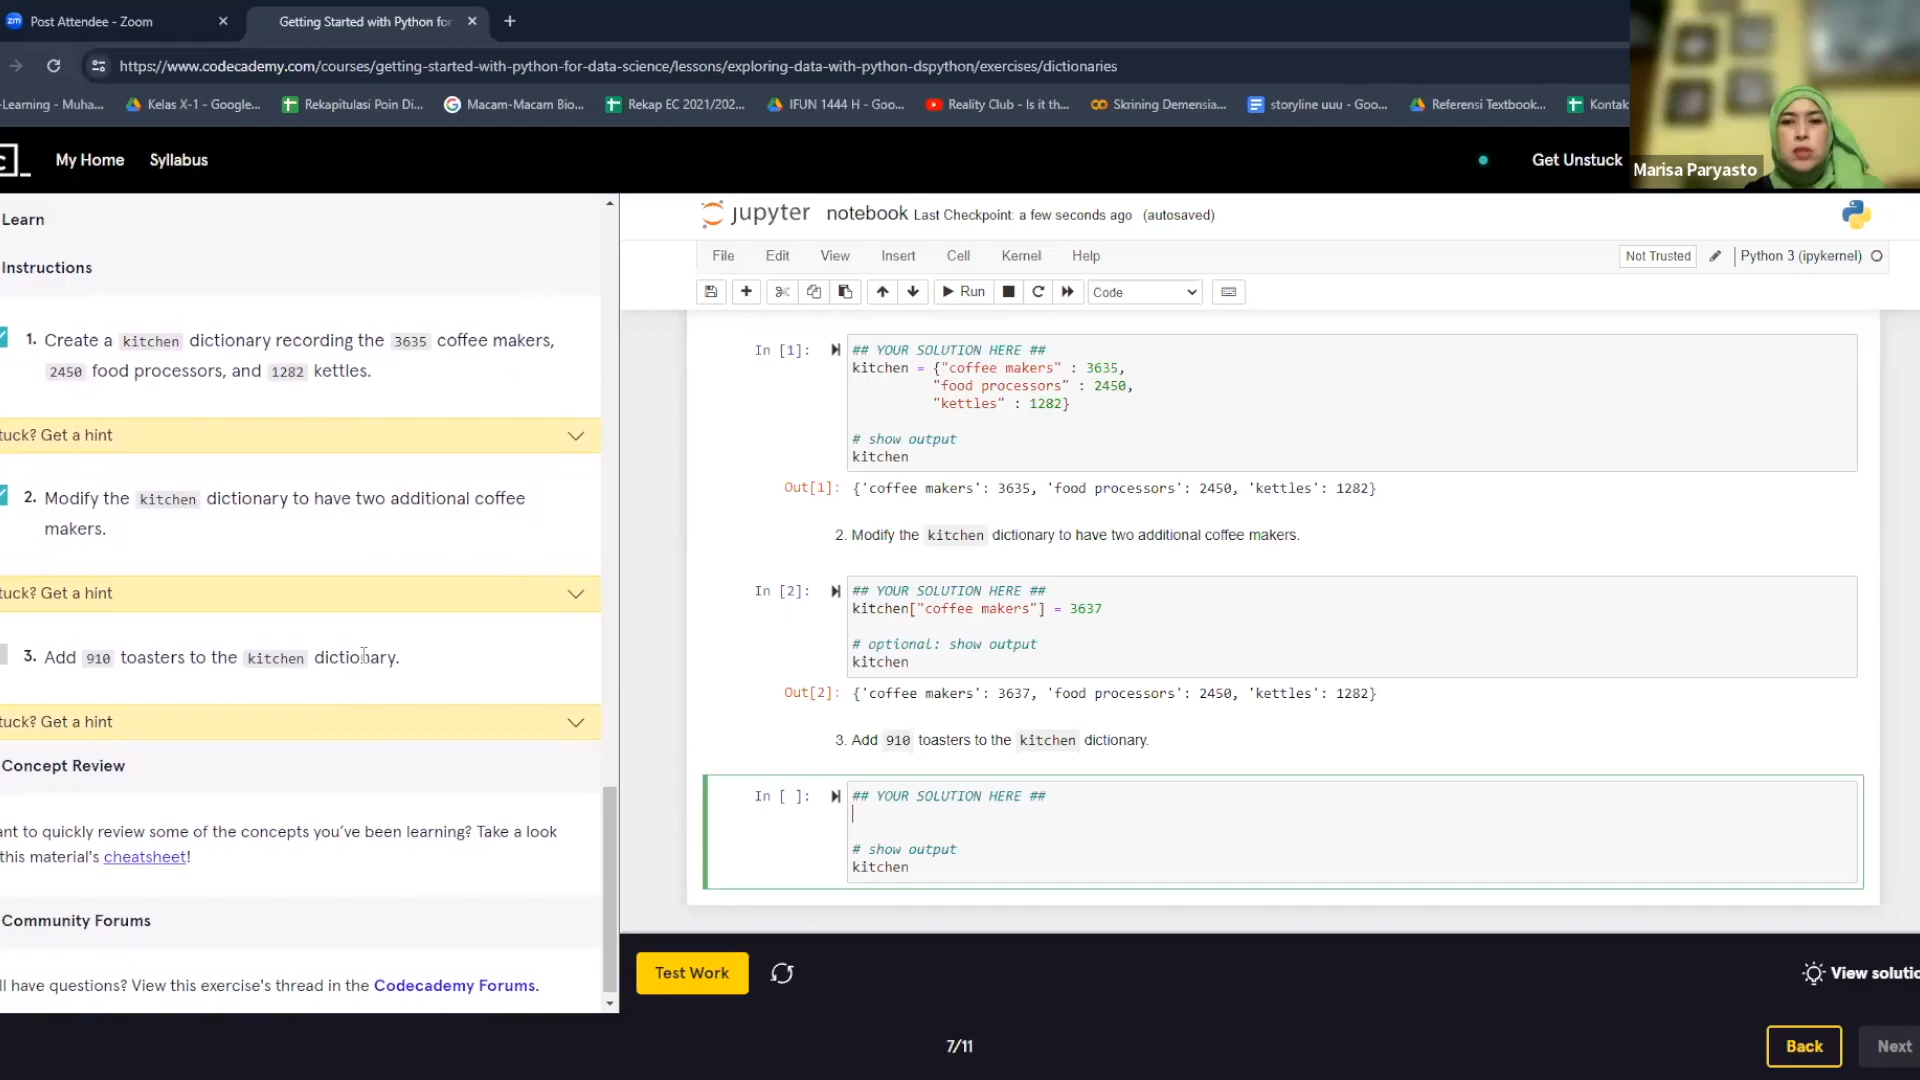 Post Attendee - Zoom
Getting Started with Python for
https://www.codecademy.com/courses/getting-started-with-python-for-data-science/lessons/exploring-data-with-python-dspython/exercises/dictionaries
-Learning - Muha...
Kelas X-1 - Google...
Rekapitulasi Poin Di...
Macam-Macam Bio...
Rekap EC 2021/202...
IFUN 1444 H - Goo...
Reality Club - Is it th...
Skrining Demensia...
storyline uuu - Goo...
Referensi Textbook...
Kontak
Marisa Paryasto
My Home
Syllabus
Get Unstuck
Learn
Instructions
1. Create a kitchen dictionary recording the 3635 coffee makers,
2450 food processors, and 1282 kettles.
tuck? Get a hint
2. Modify the kitchen dictionary to have two additional coffee
makers.
tuck? Get a hint
3. Add 910 toasters to the kitchen dictionary.
tuck? Get a hint
Concept Review
ant to quickly review some of the concepts you've been learning? Take a look
this material's cheatsheet!
Community Forums
ll have questions? View this exercise's thread in the Codecademy Forums.
jupyter notebook Last Checkpoint: a few seconds ago (autosaved)
File Edit View Insert Cell Kernel Help
Not Trusted
Python 3 (ipykernel)
Run
Code
In [1]:
## YOUR SOLUTION HERE ##
kitchen = {"coffee makers" : 3635,
"food processors" : 2450,
"kettles" : 1282}
# show output
kitchen
Out[1]: {'coffee makers': 3635, 'food processors': 2450, 'kettles': 1282}
2. Modify the kitchen dictionary to have two additional coffee makers.
In [2]:
## YOUR SOLUTION HERE ##
kitchen["coffee makers"] = 3637
# optional: show output
kitchen
Out[2]: {'coffee makers': 3637, 'food processors': 2450, 'kettles': 1282}
3. Add 910 toasters to the kitchen dictionary.
In [ ]:
## YOUR SOLUTION HERE ##
# show output
kitchen
Test Work
View solutio
7/11
Back
Next